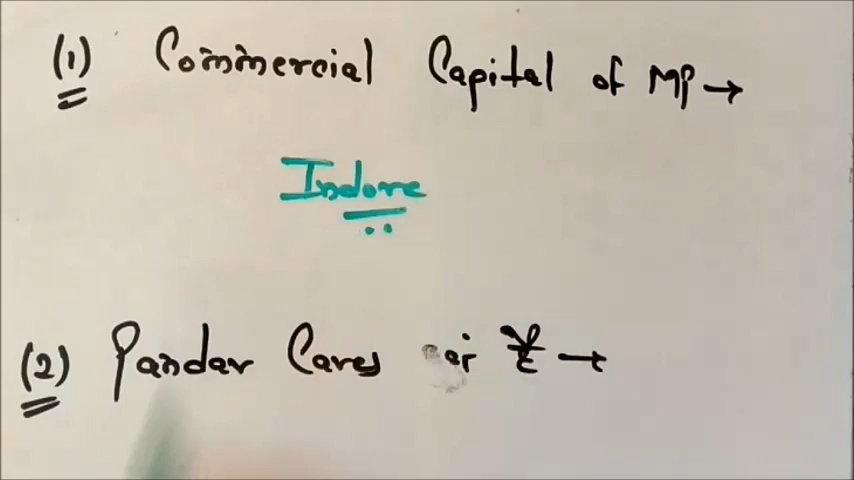 (1) Commercial Capital of MP →
Indore
(2) Pandav Caves →